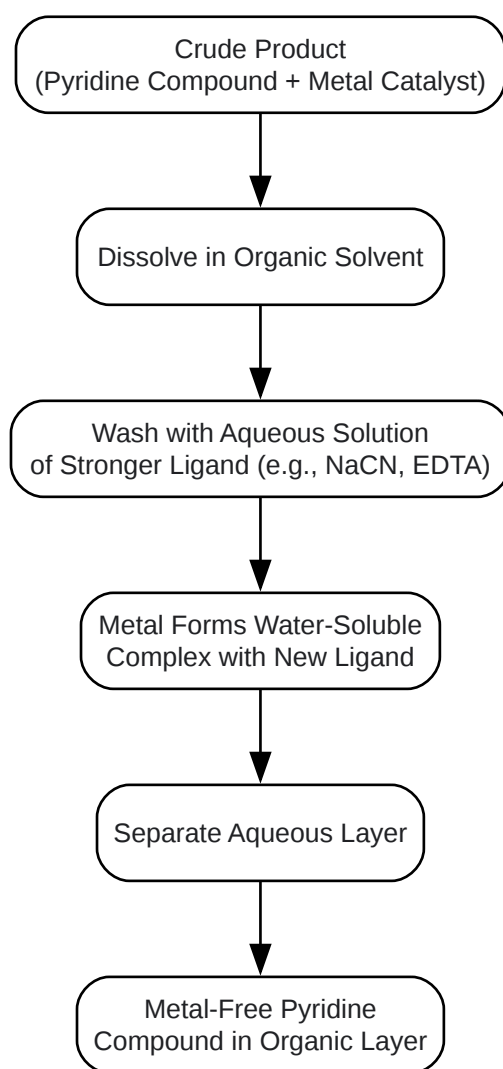 Crude Product
(Pyridine Compound + Metal Catalyst)
Dissolve in Organic Solvent
Wash with Aqueous Solution
of Stronger Ligand (e.g., NaCN, EDTA)
Metal Forms Water-Soluble
Complex with New Ligand
Separate Aqueous Layer
Metal-Free Pyridine
Compound in Organic Layer